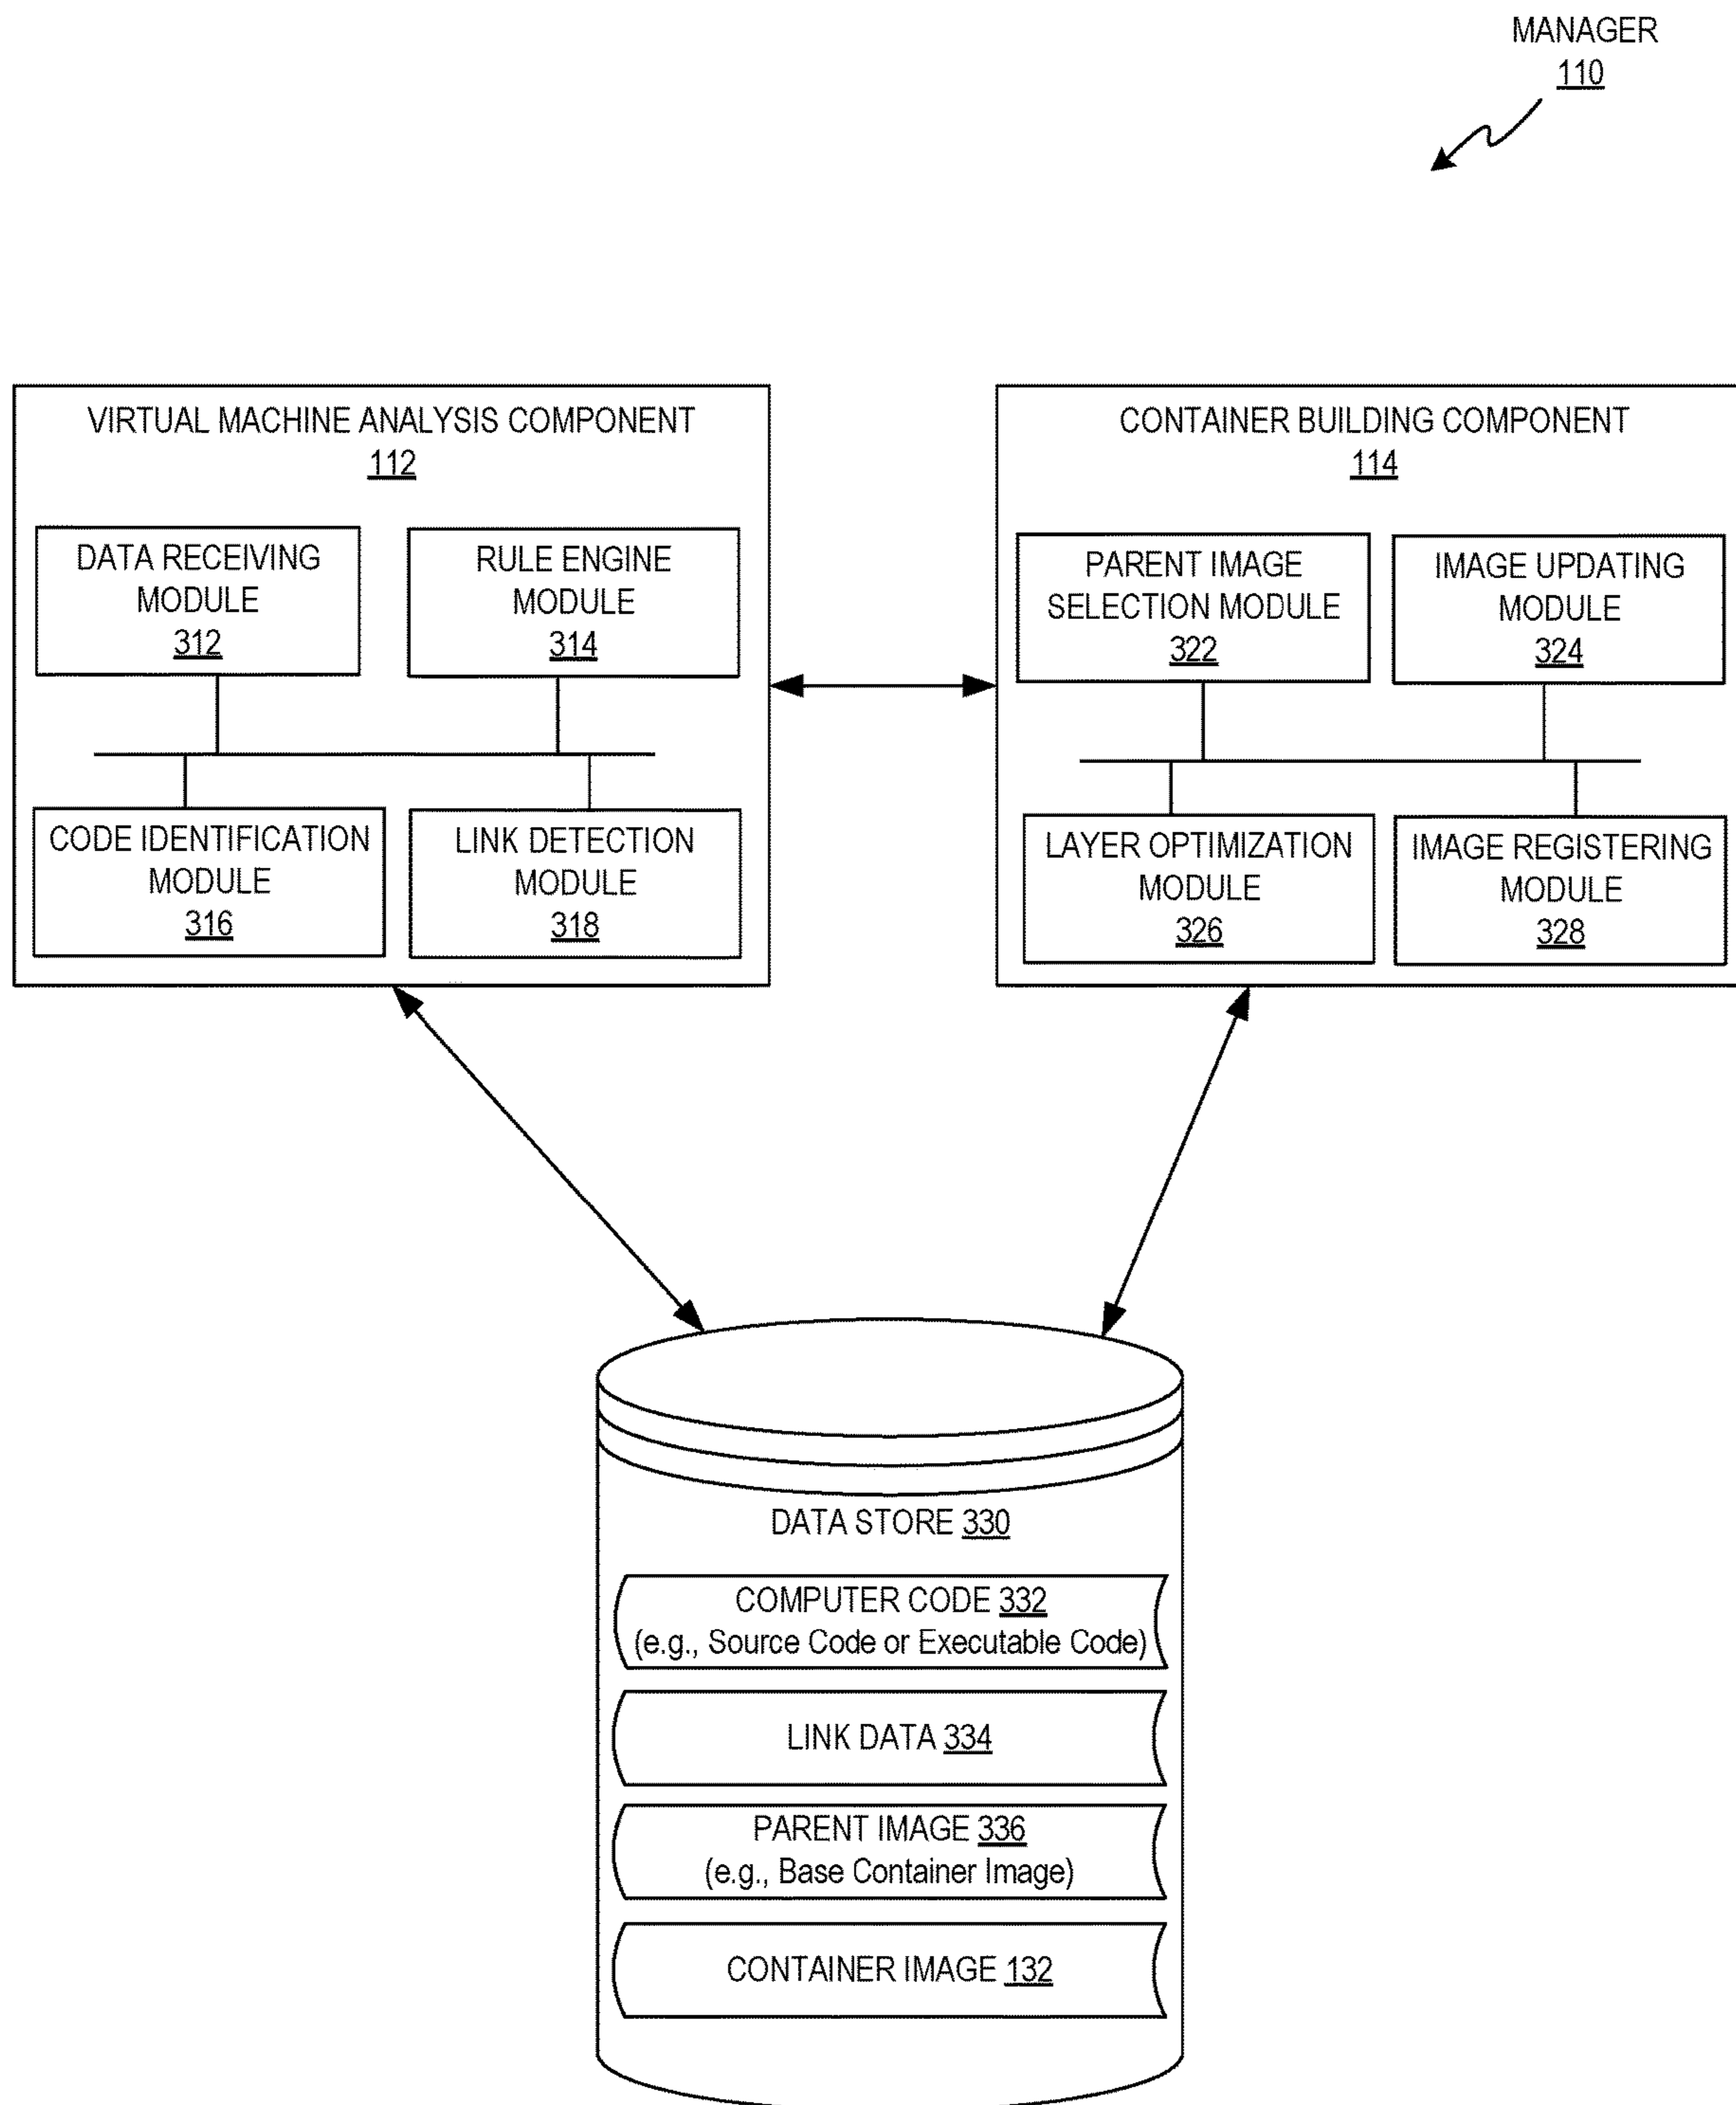 MANAGER
110
VIRTUAL MACHINE ANALYSIS COMPONENT
112
DATA RECEIVING
MODULE
312
RULE ENGINE
MODULE
314
CODE IDENTIFICATION
MODULE
316
LINK DETECTION
MODULE
318
CONTAINER BUILDING COMPONENT
114
PARENT IMAGE
SELECTION MODULE
322
IMAGE UPDATING
MODULE
324
LAYER OPTIMIZATION
MODULE
326
IMAGE REGISTERING
MODULE
328
DATA STORE 330
COMPUTER CODE 332
(e.g., Source Code or Executable Code)
LINK DATA 334
PARENT IMAGE 336
(e.g., Base Container Image)
CONTAINER IMAGE 132